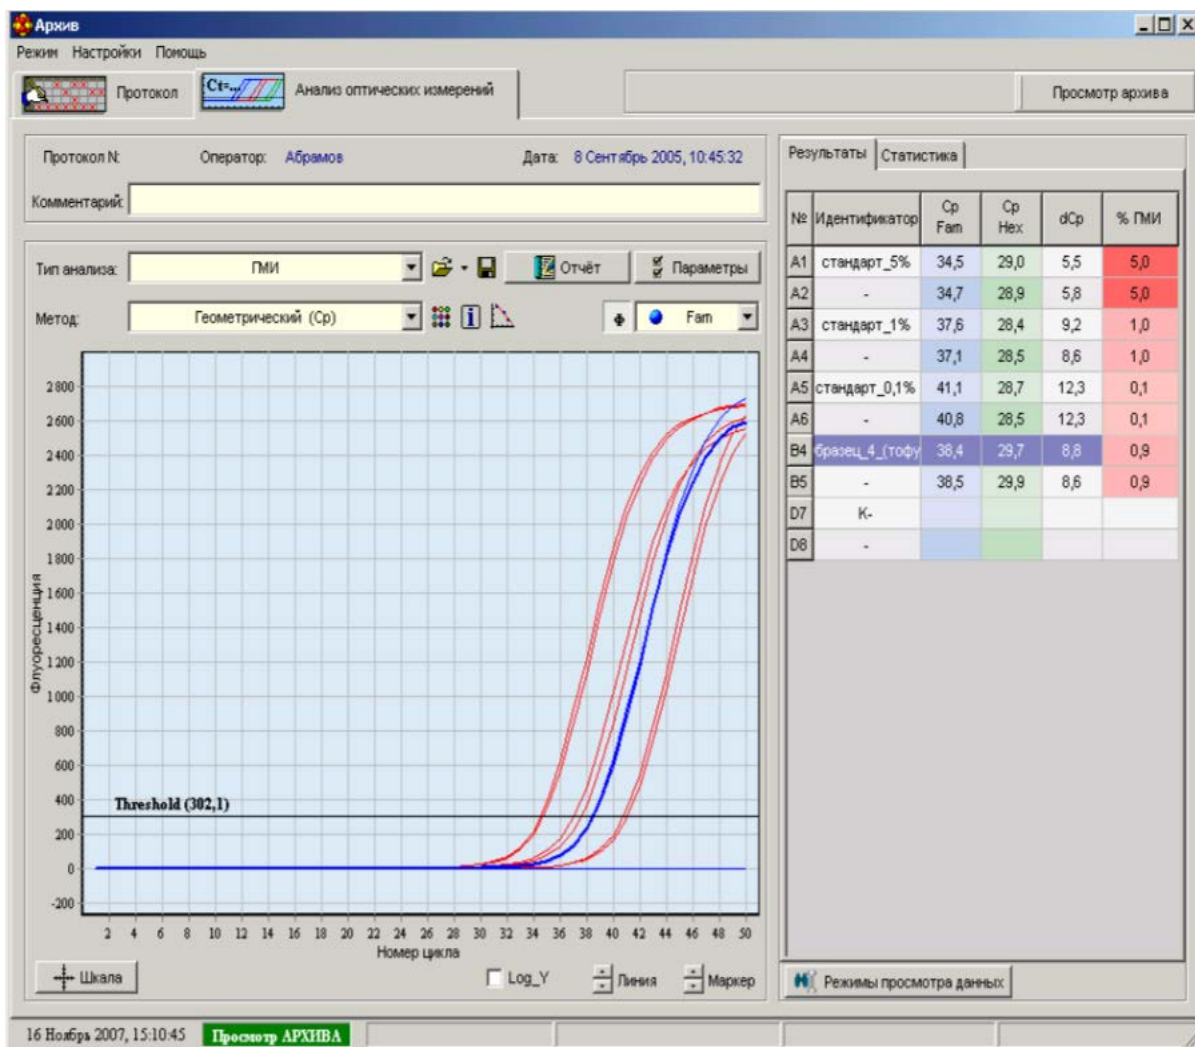 Архив
Режим Настройки Помощь
Протокол
Ct=...
Анализ оптических измерений
Просмотр архива
Протокол N: Оператор: Абрамов Дата: 8 Сентябрь 2005, 10:45:32
Комментарий:
Тип анализа: ГМИ Отчёт Параметры
Метод: Геометрический (Cp) Ф Fam
Флуоресценция
2800
2600
2400
2200
2000
1800
1600
1400
1200
1000
800
600
400
200
0
-200
Threshold (302,1)
2 4 6 8 10 12 14 16 18 20 22 24 26 28 30 32 34 36 38 40 42 44 46 48 50
Номер цикла
Шкала Log_Y Линия Маркер
Результаты Статистика
№ Идентификатор Cp Fam Cp Hex dCp % ГМИ
A1 стандарт_5% 34,5 29,0 5,5 5,0
A2 - 34,7 28,9 5,8 5,0
A3 стандарт_1% 37,6 28,4 9,2 1,0
A4 - 37,1 28,5 8,6 1,0
A5 стандарт_0,1% 41,1 28,7 12,3 0,1
A6 - 40,8 28,5 12,3 0,1
B4 бразец_4_(тофу 38,4 29,7 8,8 0,9
B5 - 38,5 29,9 8,6 0,9
D7 K-
D8 -
Режимы просмотра данных
16 Ноябрь 2007, 15:10:45 Просмотр АРХИВА